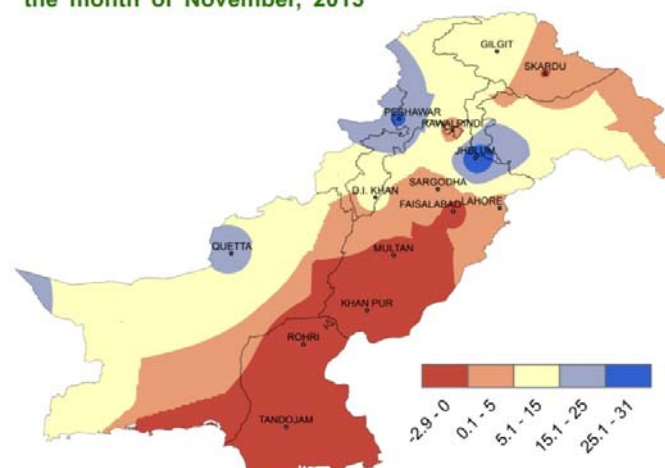 the month of November, 2013
GILGIT
SKARDU
PESHAWAR
RAWALPINDI
JHELUM
SARGODHA
D.I. KHAN
FAISALABAD
LAHORE
QUETTA
MULTAN
KHAN PUR
ROHRI
TANDOJAM
-2.9 - 0
0.1 - 5
5.1 - 15
15.1 - 25
25.1 - 31